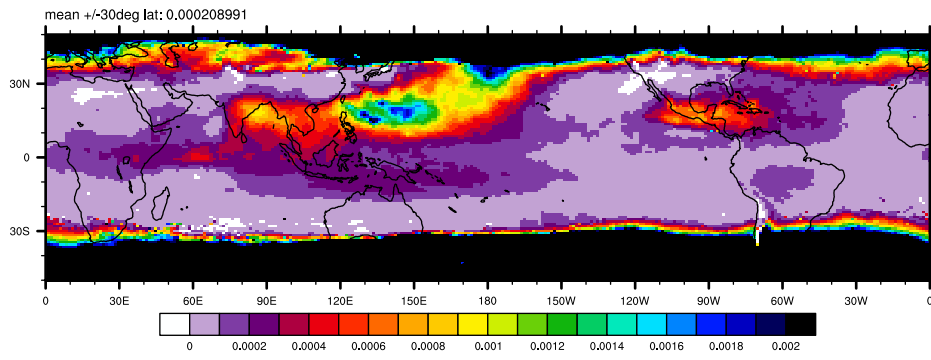 mean +/-30deg lat: 0.000208991
30N
0
30S
0 30E 60E 90E 120E 150E 180 150W 120W 90W 60W 30W 0
0 0.0002 0.0004 0.0006 0.0008 0.001 0.0012 0.0014 0.0016 0.0018 0.002